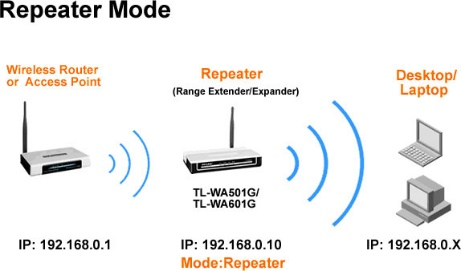 Repeater Mode
Wireless Router
or Access Point
Repeater
(Range Extender/Expander)
Desktop/
Laptop
TL-WA501G/
TL-WA601G
IP: 192.168.0.1
IP: 192.168.0.10
IP: 192.168.0.X
Mode:Repeater